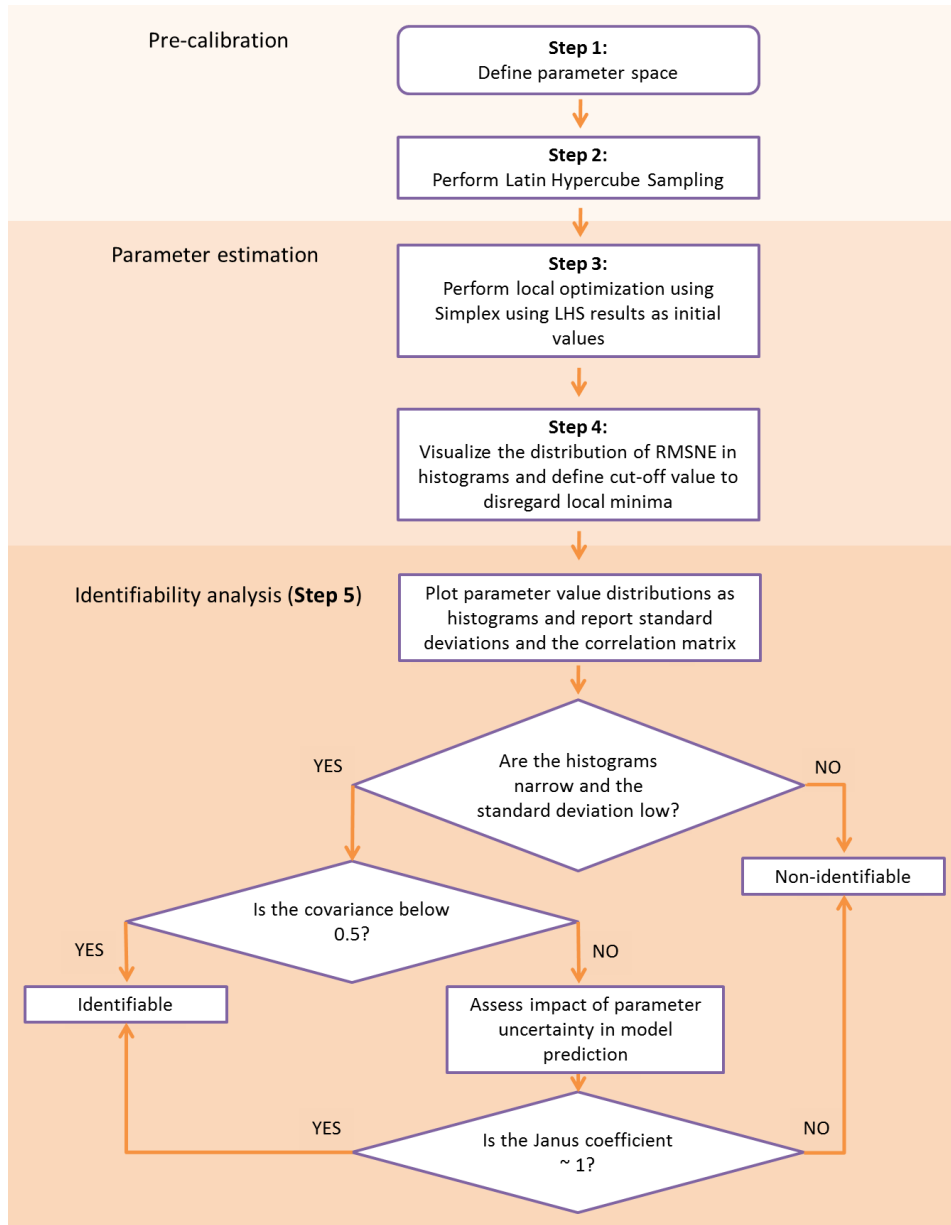 Pre-calibration
Step 1:
Define parameter space
Step 2:
Perform Latin Hypercube Sampling
Parameter estimation
Step 3:
Perform local optimization using
Simplex using LHS results as initial
values
Step 4:
Visualize the distribution of RMSNE in
histograms and define cut-off value to
disregard local minima
Identifiability analysis (Step 5)
Plot parameter value distributions as
histograms and report standard
deviations and the correlation matrix
Are the histograms
narrow and the
standard deviation low?
YES
NO
Non-identifiable
Is the covariance below
0.5?
YES
NO
Identifiable
Assess impact of parameter
uncertainty in model
prediction
Is the Janus coefficient
~ 1?
YES
NO